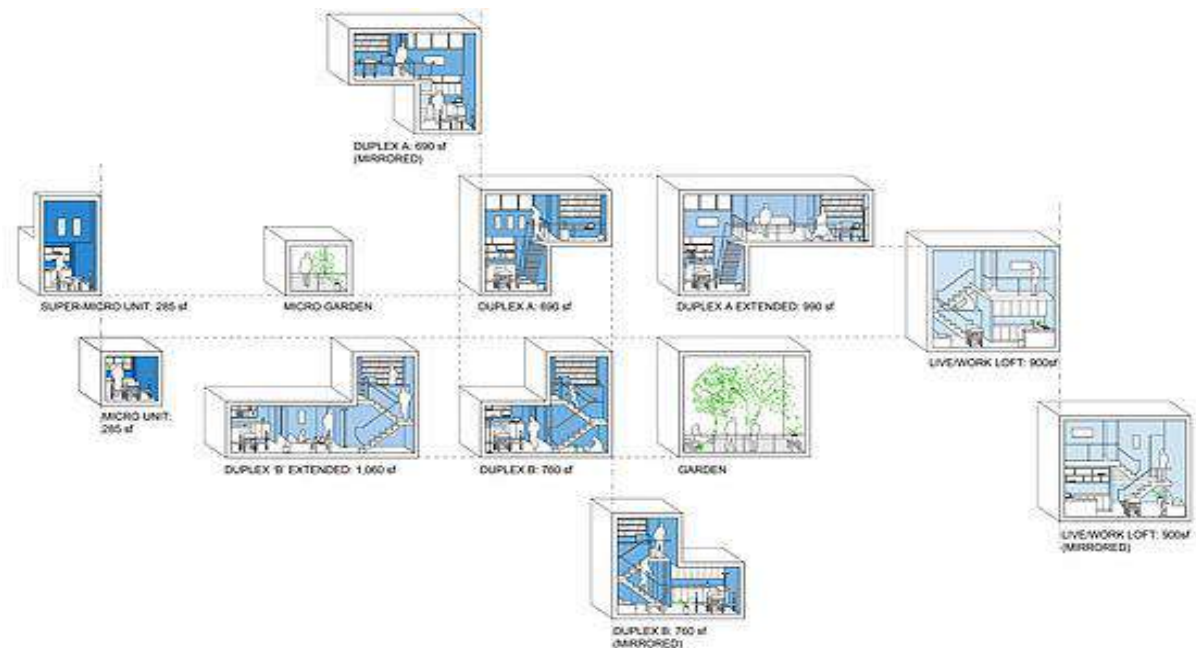 DUPLEX A: 690 sf
(MIRRORED)
SUPER-MICRO UNIT: 285 sf
MICRO GARDEN
DUPLEX A: 690 sf
DUPLEX A EXTENDED: 990 sf
LIVE/WORK LOFT: 900sf
MICRO UNIT:
285 sf
DUPLEX 'B' EXTENDED: 1,060 sf
DUPLEX B: 760 sf
GARDEN
LIVE/WORK LOFT: 900sf
(MIRRORED)
DUPLEX B: 760 sf
(MIRRORED)